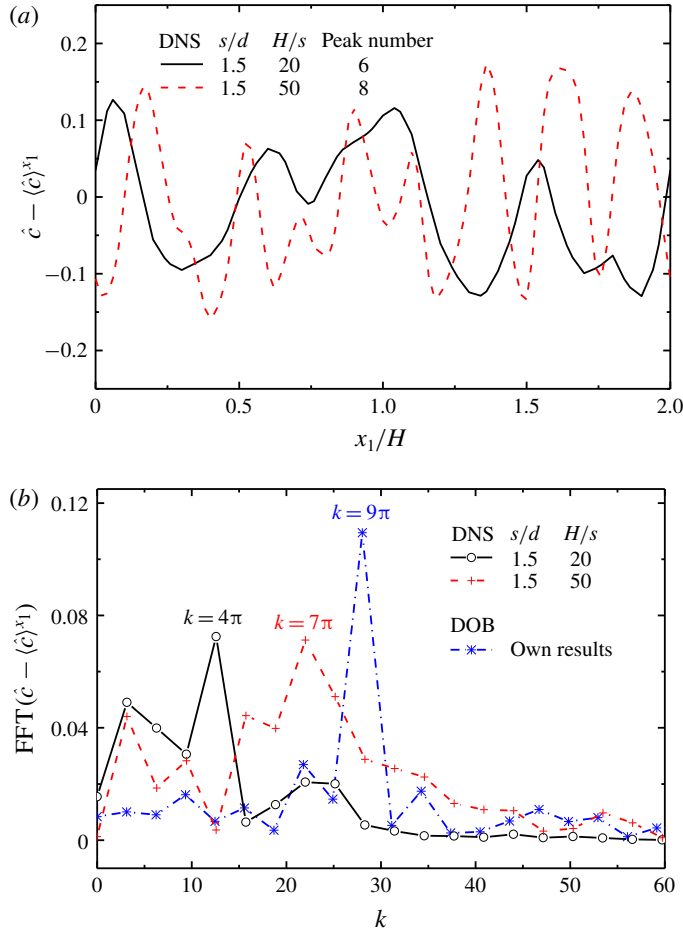 (a)
0.2
0.1
0
−0.1
−0.2
ĉ − ⟨ĉ⟩^x₁
DNS s/d H/s Peak number
1.5 20 6
1.5 50 8
0 0.5 1.0 1.5 2.0
x₁/H
(b)
0.12
0.08
0.04
0
FFT(ĉ − ⟨ĉ⟩^x₁)
k = 9π
k = 4π
k = 7π
DNS s/d H/s
1.5 20
1.5 50
DOB
Own results
0 10 20 30 40 50 60
k